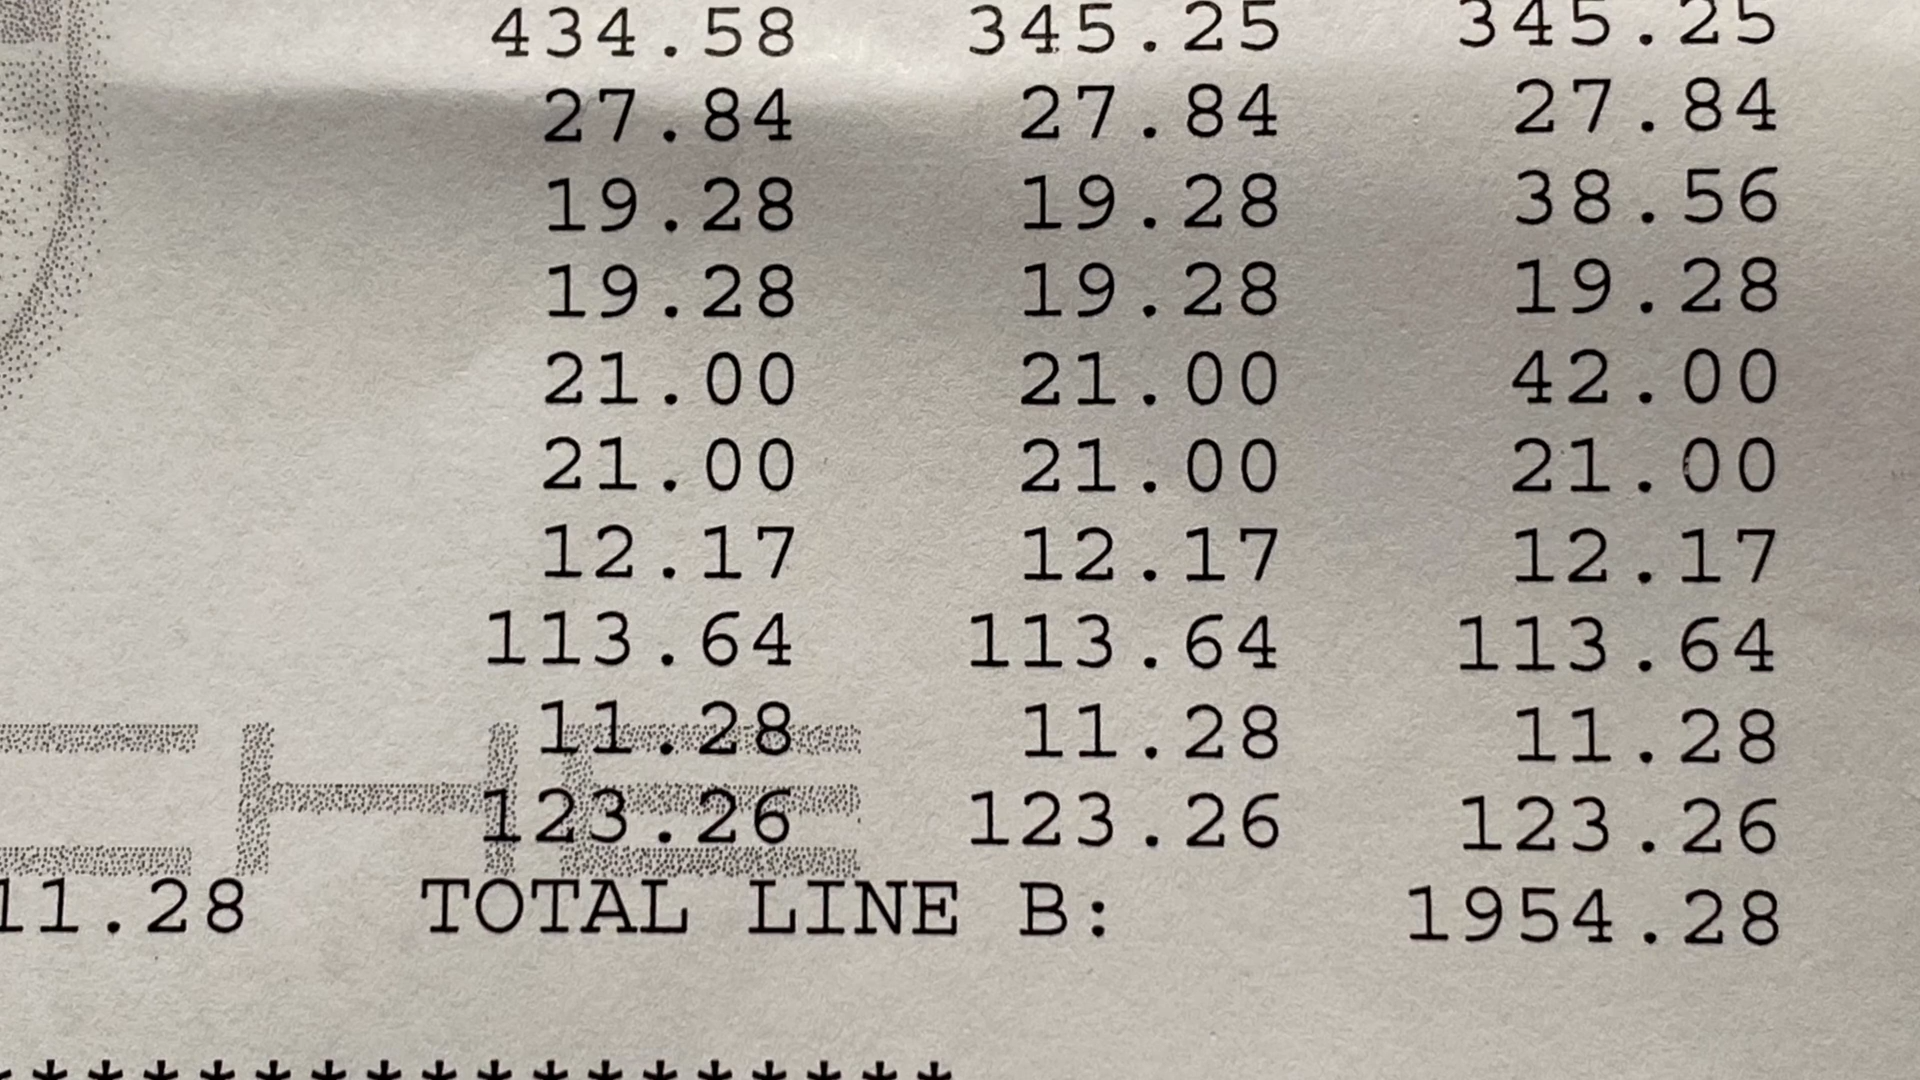 434.58 345.25 345.25
27.84 27.84 27.84
19.28 19.28 38.56
19.28 19.28 19.28
21.00 21.00 42.00
21.00 21.00 21.00
12.17 12.17 12.17
113.64 113.64 113.64
11.28 11.28 11.28
123.26 123.26 123.26
11.28 TOTAL LINE B: 1954.28
******************